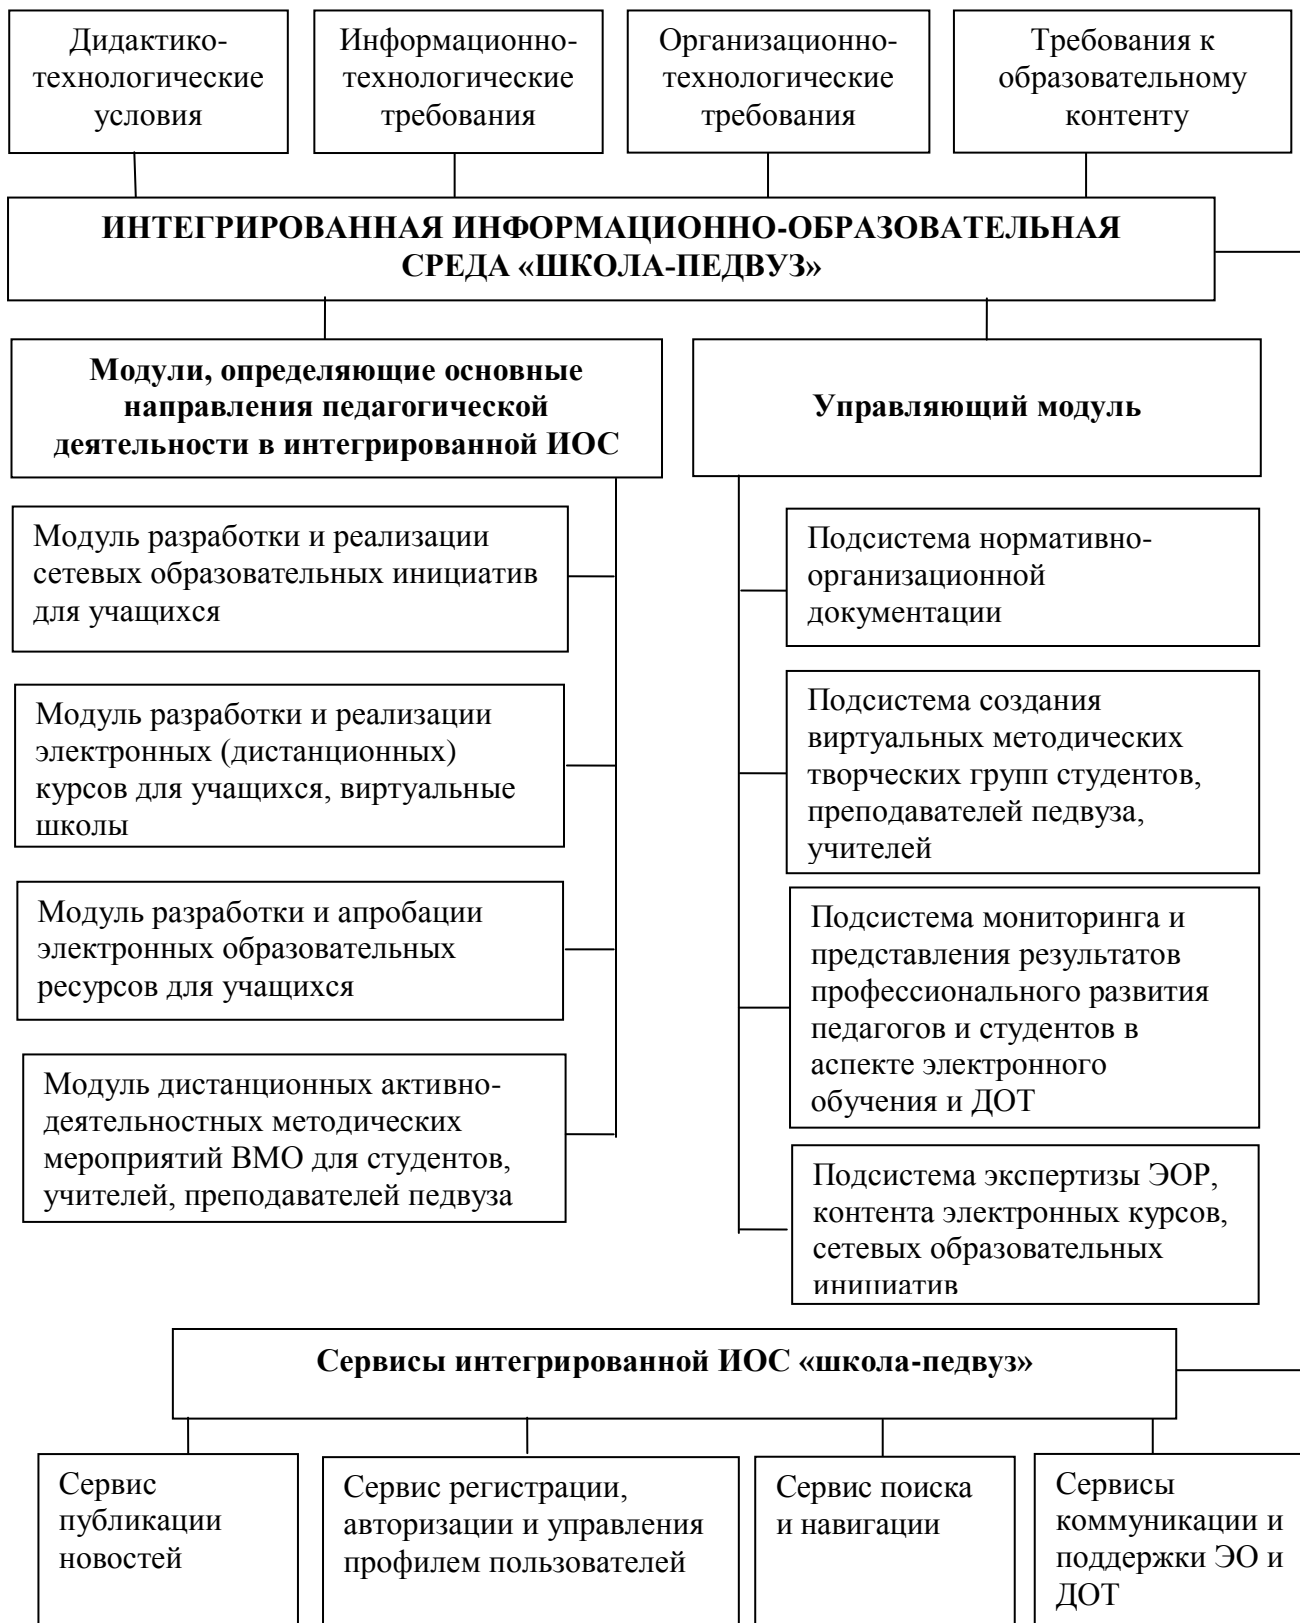 Дидактико-
технологические
условия
Информационно-
технологические
требования
Организационно-
технологические
требования
Требования к
образовательному
контенту
ИНТЕГРИРОВАННАЯ ИНФОРМАЦИОННО-ОБРАЗОВАТЕЛЬНАЯ
СРЕДА «ШКОЛА-ПЕДВУЗ»
Модули, определяющие основные
направления педагогической
деятельности в интегрированной ИОС
Модуль разработки и реализации
сетевых образовательных инициатив
для учащихся
Модуль разработки и реализации
электронных (дистанционных)
курсов для учащихся, виртуальные
школы
Модуль разработки и апробации
электронных образовательных
ресурсов для учащихся
Модуль дистанционных активно-
деятельностных методических
мероприятий ВМО для студентов,
учителей, преподавателей педвуза
Управляющий модуль
Подсистема нормативно-
организационной
документации
Подсистема создания
виртуальных методических
творческих групп студентов,
преподавателей педвуза,
учителей
Подсистема мониторинга и
представления результатов
профессионального развития
педагогов и студентов в
аспекте электронного
обучения и ДОТ
Подсистема экспертизы ЭОР,
контента электронных курсов,
сетевых образовательных
инициатив
Сервисы интегрированной ИОС «школа-педвуз»
Сервис
публикации
новостей
Сервис регистрации,
авторизации и управления
профилем пользователей
Сервис поиска
и навигации
Сервисы
коммуникации и
поддержки ЭО и
ДОТ